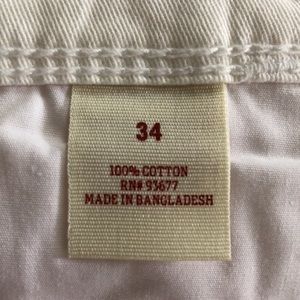 34
100% COTTON
RN# 93677
MADE IN BANGLADESH